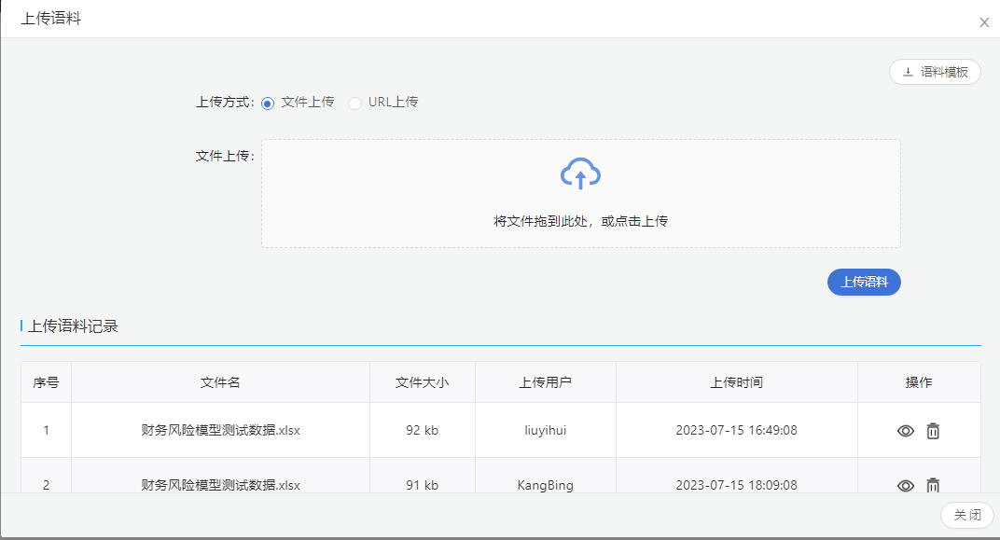 上传语料
语料模板
上传方式： 文件上传 URL上传
文件上传：
将文件拖到此处，或点击上传
上传语料
上传语料记录
序号 文件名 文件大小 上传用户 上传时间 操作
1 财务风险模型测试数据.xlsx 92 kb liuyihui 2023-07-15 16:49:08
2 财务风险模型测试数据.xlsx 91 kb KangBing 2023-07-15 18:09:08
关 闭